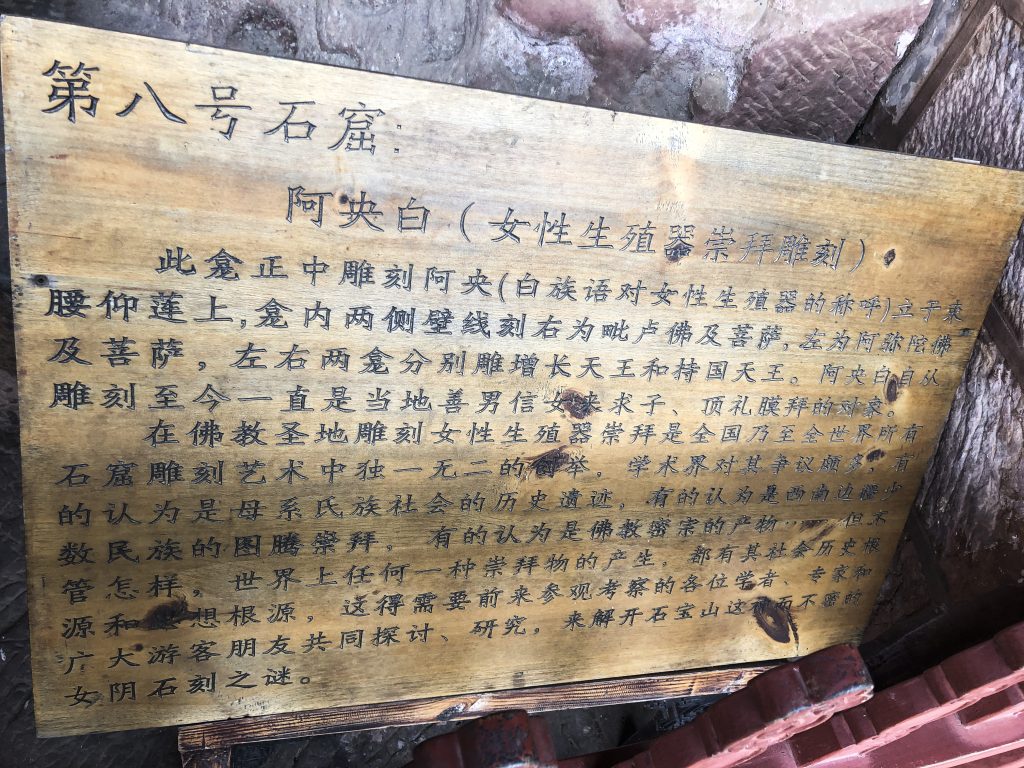 第八号石窟：
阿央白（女性生殖器崇拜雕刻）
此龛正中雕刻阿央(白族语对女性生殖器的称呼)立于束
腰仰莲上,龛内两侧壁线刻右为毗卢佛及菩萨,左为阿弥陀佛
及菩萨，左右两龛分别雕增长天王和持国天王。阿央白自从
雕刻至今一直是当地善男信女来求子、顶礼膜拜的对象。
在佛教圣地雕刻女性生殖器崇拜是全国乃至全世界所有
石窟雕刻艺术中独一无二的创举。学术界对其争议颇多,有
的认为是母系氏族社会的历史遗迹，有的认为是西南边疆少
数民族的图腾崇拜，有的认为是佛教密宗的产物……但不
管怎样，世界上任何一种崇拜物的产生，都有其社会历史根
源和思想根源，这得需要前来参观考察的各位学者、专家和
广大游客朋友共同探讨、研究，来解开石宝山这 而不密的
女阴石刻之谜。